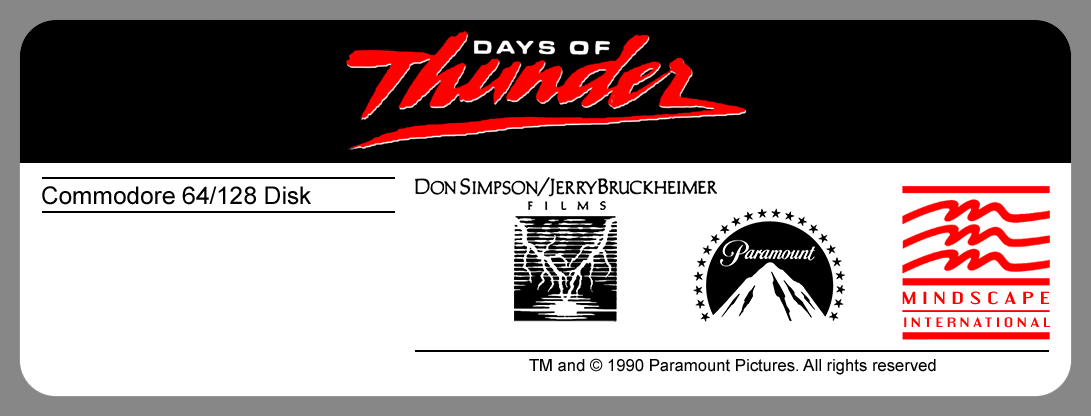 DAYS OF
Thunder
Commodore 64/128 Disk
DON SIMPSON/JERRY BRUCKHEIMER
FILMS
Paramount
MINDSCAPE
INTERNATIONAL
TM and © 1990 Paramount Pictures. All rights reserved